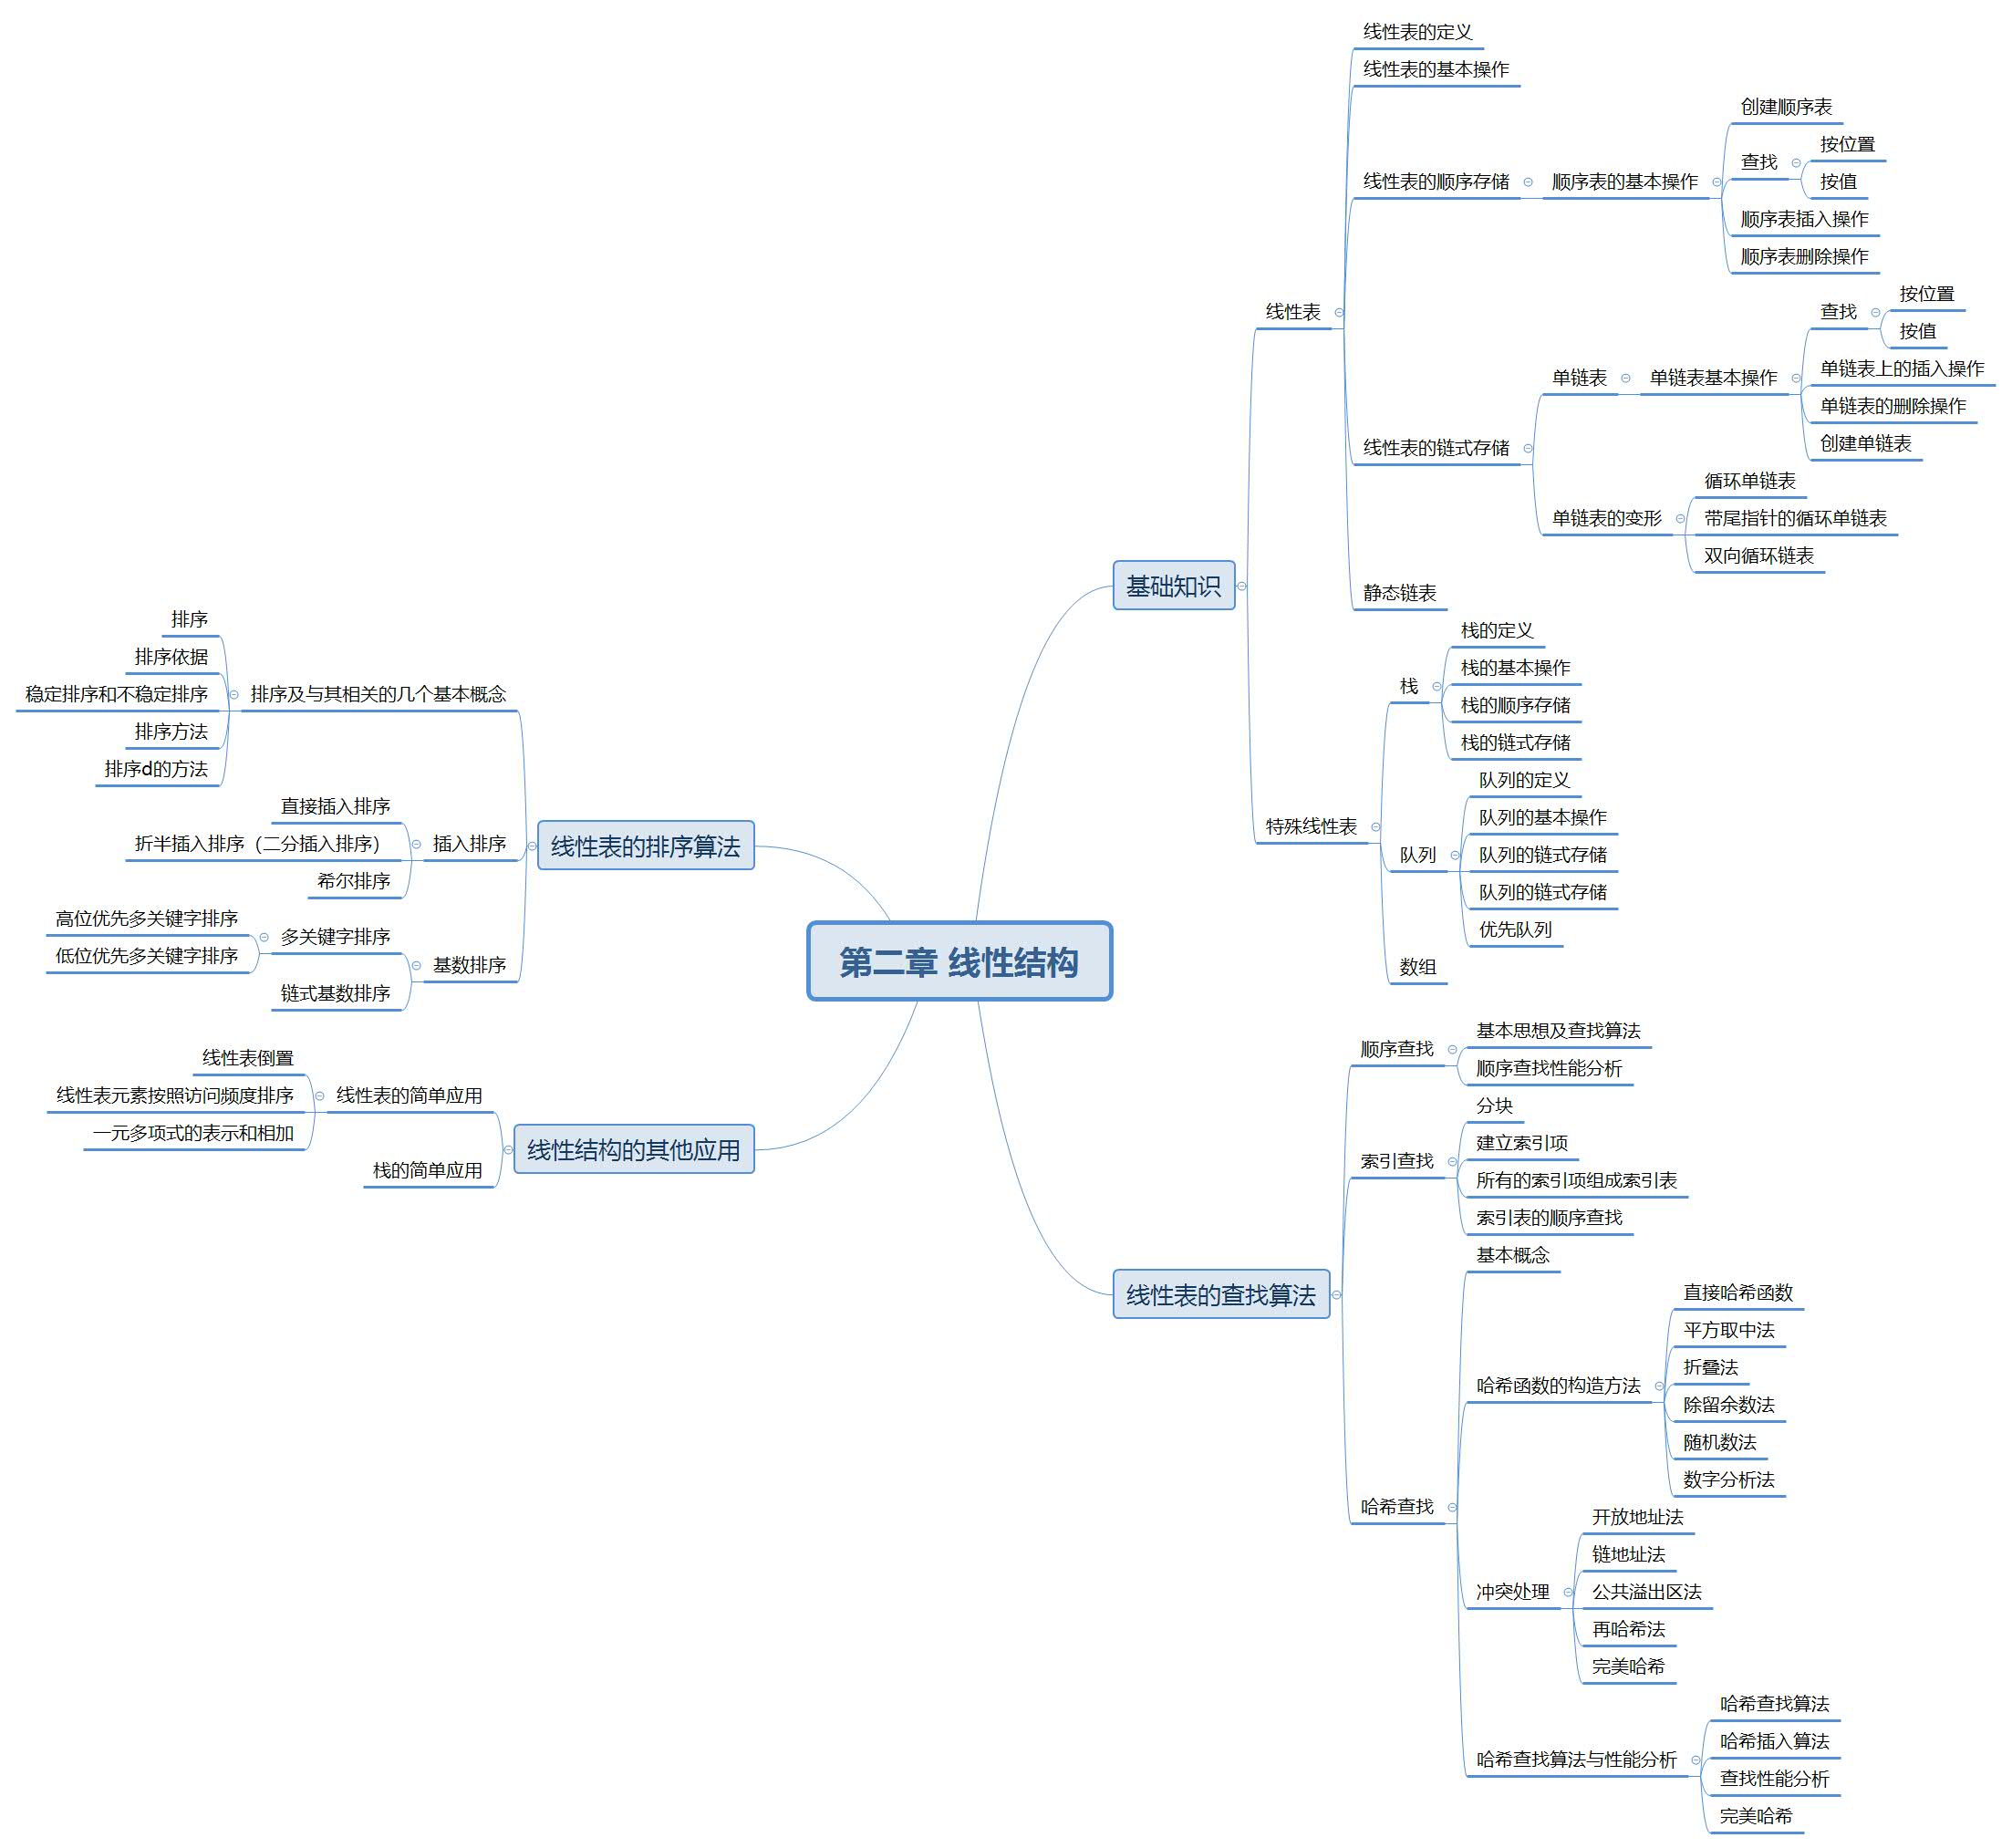 第二章 线性结构
基础知识
线性表
线性表的定义
线性表的基本操作
线性表的顺序存储
顺序表的基本操作
创建顺序表
查找
按位置
按值
顺序表插入操作
顺序表删除操作
线性表的链式存储
单链表
单链表基本操作
查找
按位置
按值
单链表上的插入操作
单链表的删除操作
创建单链表
单链表的变形
循环单链表
带尾指针的循环单链表
双向循环链表
静态链表
特殊线性表
栈
栈的定义
栈的基本操作
栈的顺序存储
栈的链式存储
队列
队列的定义
队列的基本操作
队列的链式存储
队列的链式存储
优先队列
数组
线性表的查找算法
顺序查找
基本思想及查找算法
顺序查找性能分析
索引查找
分块
建立索引项
所有的索引项组成索引表
索引表的顺序查找
哈希查找
基本概念
哈希函数的构造方法
直接哈希函数
平方取中法
折叠法
除留余数法
随机数法
数字分析法
冲突处理
开放地址法
链地址法
公共溢出区法
再哈希法
完美哈希
哈希查找算法与性能分析
哈希查找算法
哈希插入算法
查找性能分析
完美哈希
线性表的排序算法
排序及与其相关的几个基本概念
排序
排序依据
稳定排序和不稳定排序
排序方法
排序d的方法
插入排序
直接插入排序
折半插入排序（二分插入排序）
希尔排序
基数排序
多关键字排序
高位优先多关键字排序
低位优先多关键字排序
链式基数排序
线性结构的其他应用
线性表的简单应用
线性表倒置
线性表元素按照访问频度排序
一元多项式的表示和相加
栈的简单应用